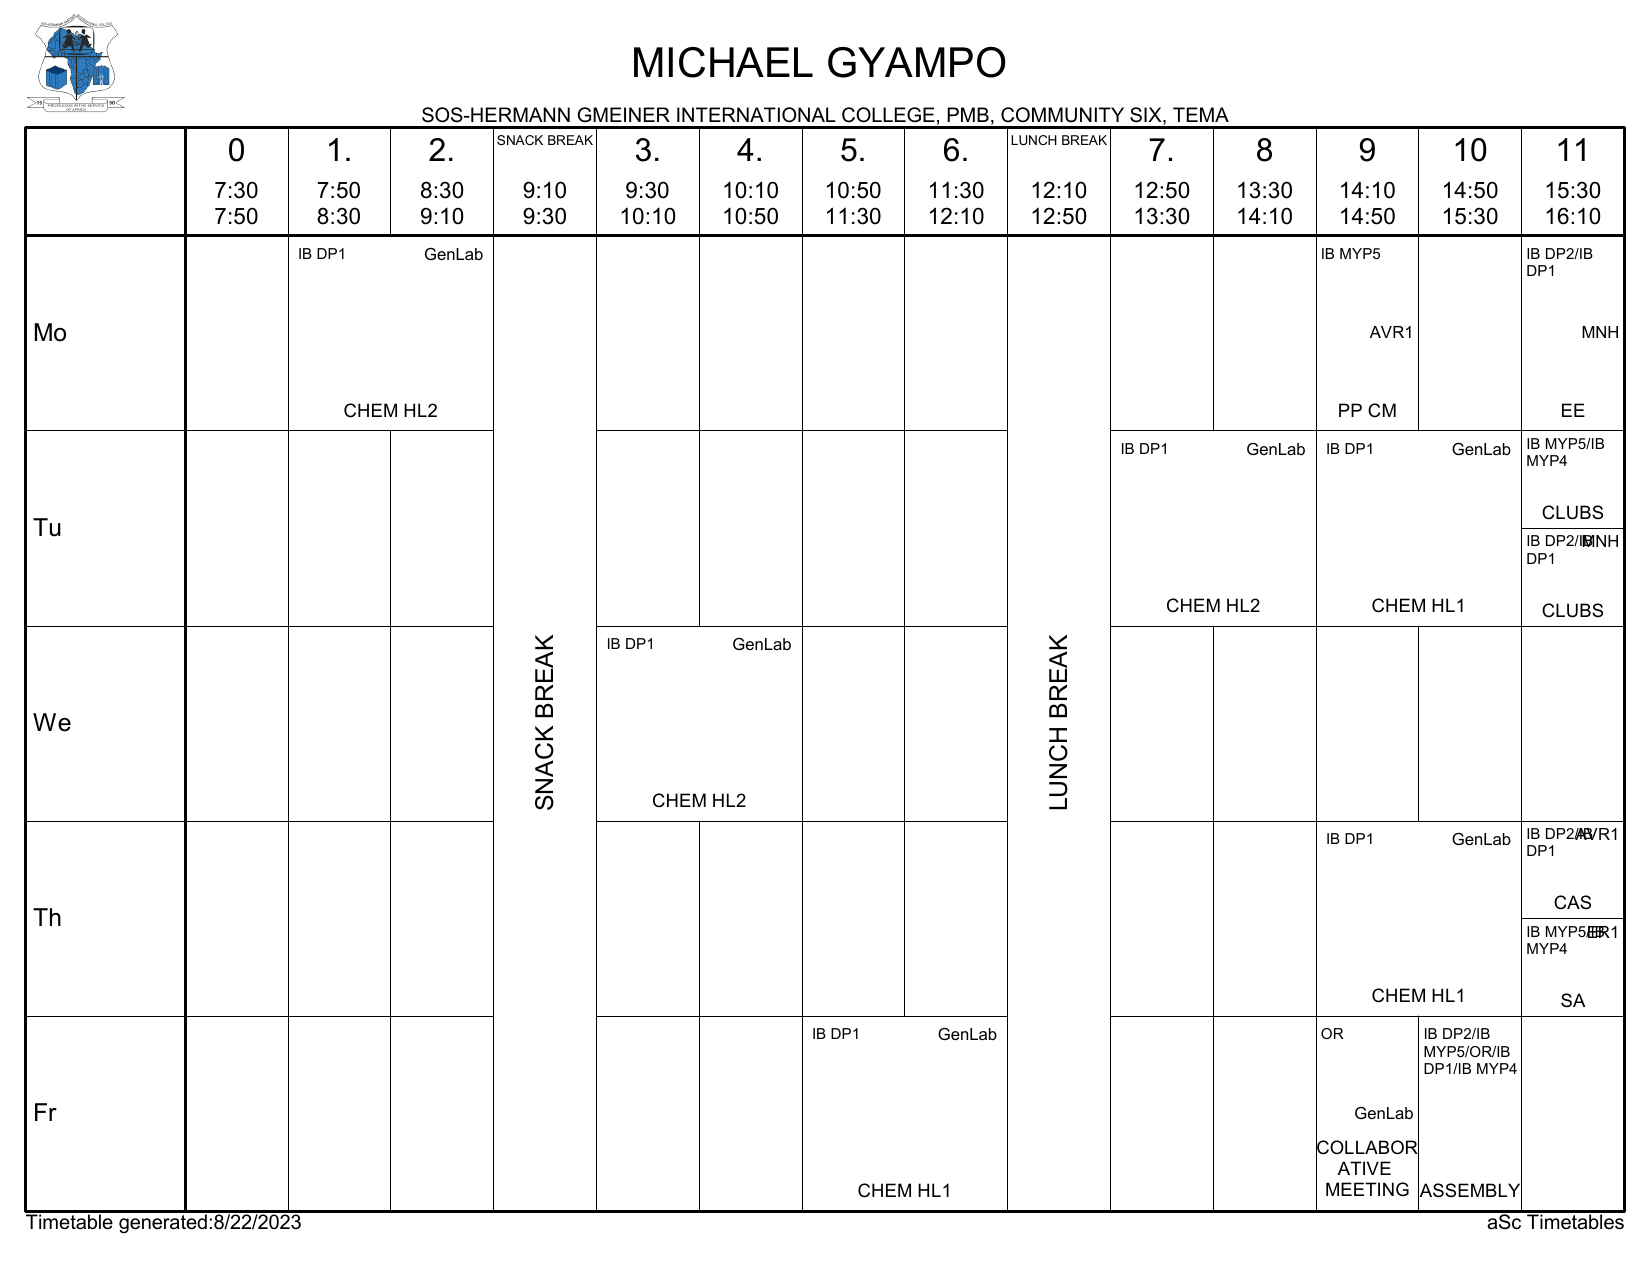 MICHAEL GYAMPO
SOS-HERMANN GMEINER INTERNATIONAL COLLEGE, PMB, COMMUNITY SIX, TEMA
0 1. 2. SNACK BREAK 3. 4. 5. 6. LUNCH BREAK 7. 8 9 10 11
7:30 7:50 8:30 9:10 9:30 10:10 10:50 11:30 12:10 12:50 13:30 14:10 14:50 15:30
7:50 8:30 9:10 9:30 10:10 10:50 11:30 12:10 12:50 13:30 14:10 14:50 15:30 16:10
Mo
IB DP1 GenLab
CHEM HL2
IB MYP5
AVR1
PP CM
IB DP2/IB
DP1
MNH
EE
Tu
IB DP1 GenLab
CHEM HL2
IB DP1 GenLab
CHEM HL1
IB MYP5/IB
MYP4
CLUBS
IB DP2/IB MNH
DP1
CLUBS
We
SNACK BREAK
IB DP1 GenLab
CHEM HL2
LUNCH BREAK
Th
IB DP1 GenLab
CHEM HL1
IB DP2/IB AVR1
DP1
CAS
IB MYP5/IB
MYP4
SA
Fr
IB DP1 GenLab
CHEM HL1
OR
GenLab
COLLABOR
ATIVE
MEETING
IB DP2/IB
MYP5/OR/IB
DP1/IB MYP4
ASSEMBLY
Timetable generated:8/22/2023
aSc Timetables